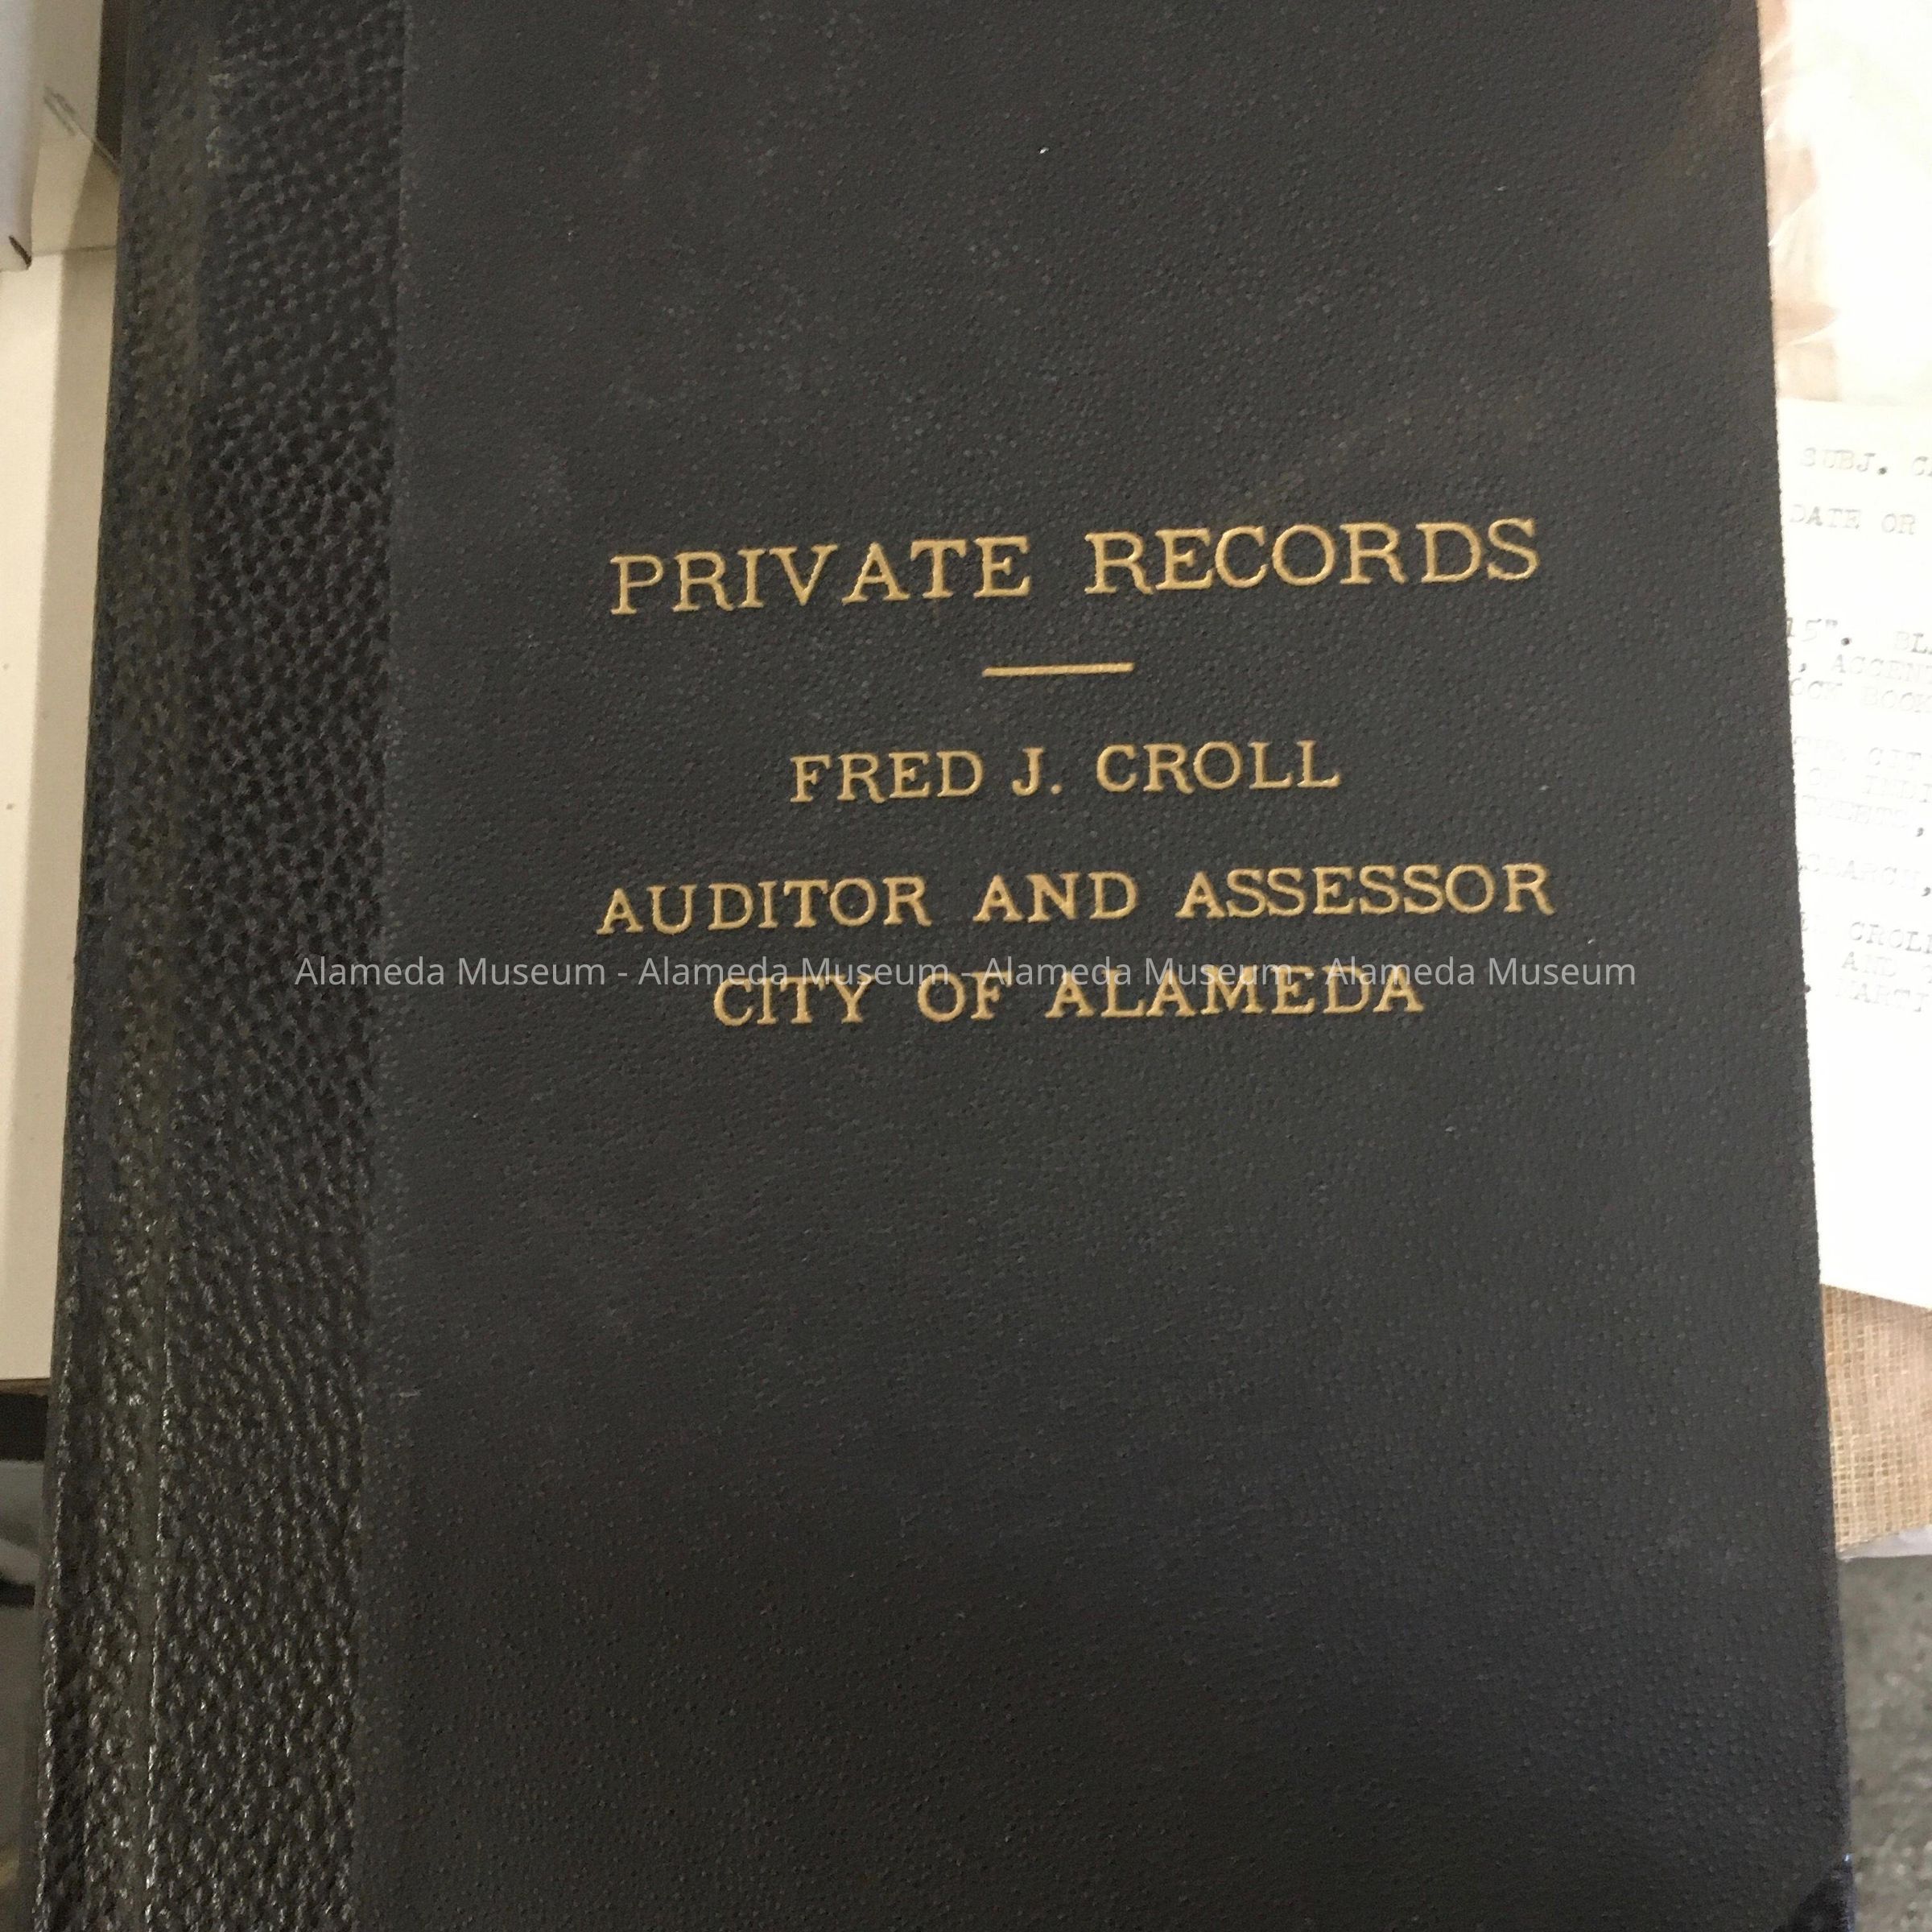 PRIVATE RECORDS
FRED J. CROLL
AUDITOR AND ASSESSOR
CITY OF ALAMEDA
Alameda Museum - Alameda Museum - Alameda Museum - Alameda Museum
SUBJ.
DATE OR
15".